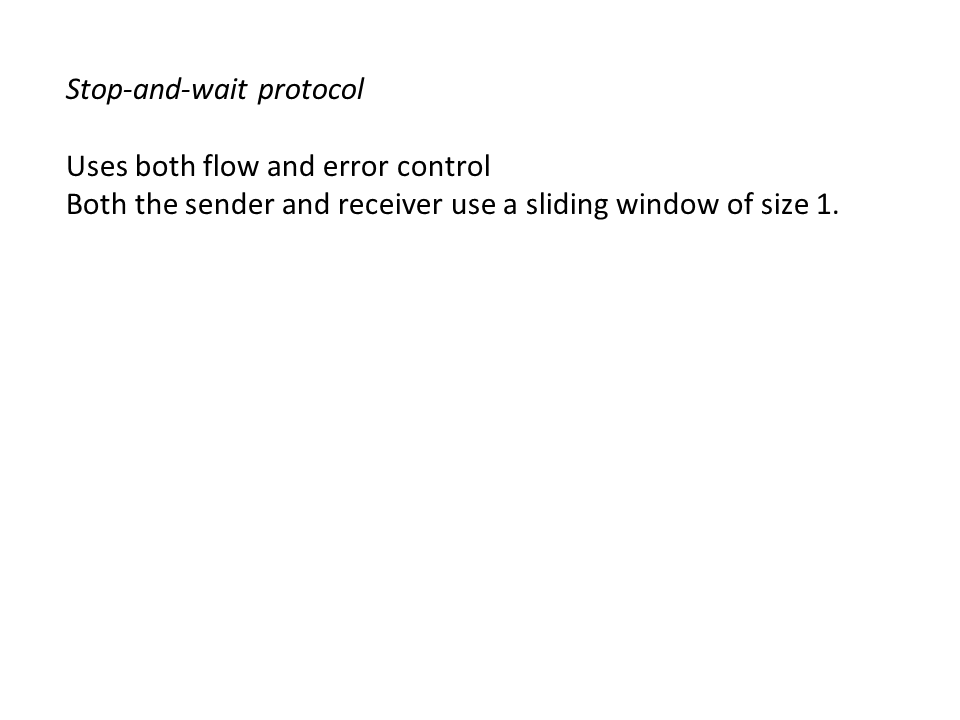 Stop-and-wait protocol
Uses both flow and error control
Both the sender and receiver use a sliding window of size 1.